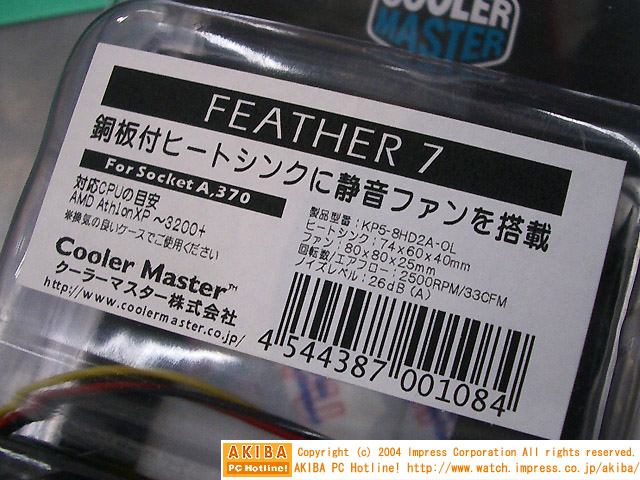 COOLER
MASTER
FEATHER 7
銅板付ヒートシンクに静音ファンを搭載
For Socket A,370
対応CPUの目安
AMD AthlonXP ～3200+
※換気の良いケースでご使用ください
製品型番：KP5-8HD2A-OL
ヒートシンク：74×60×40mm
ファン：80×80×25mm
回転数/エアフロー：2500RPM/33CFM
ノイズレベル：26dB（A）
Cooler Master™
クーラーマスター株式会社
http://www.coolermaster.co.jp/
4 544387 001084
AKIBA
PC Hotline!
Copyright (c) 2004 Impress Corporation All rights reserved.
AKIBA PC Hotline! http://www.watch.impress.co.jp/akiba/